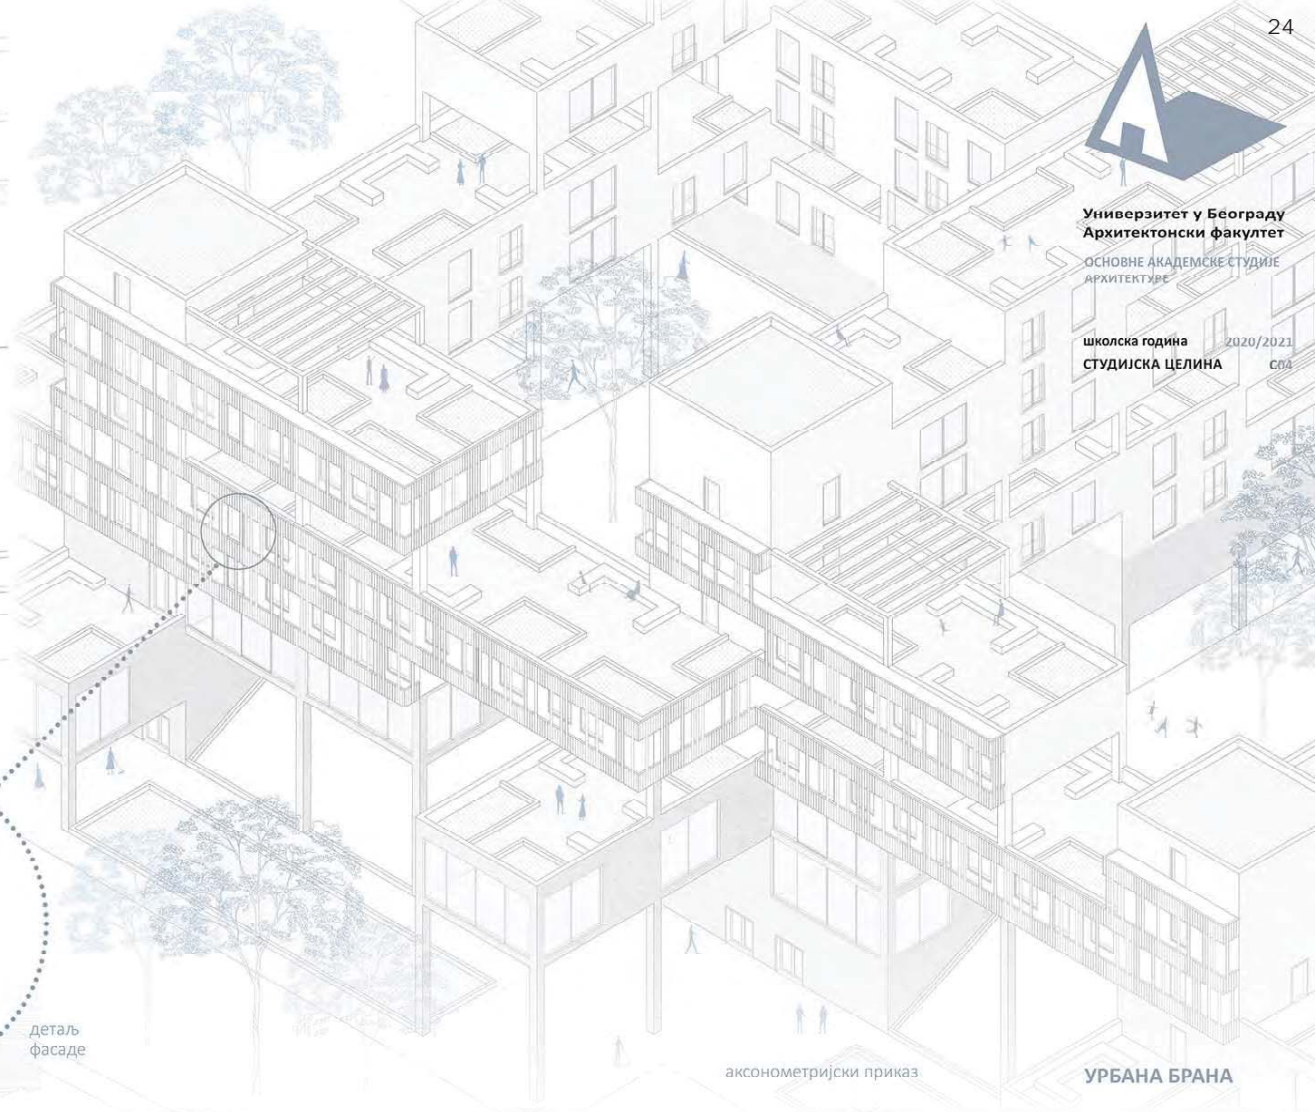 24
Универзитет у Београду
Архитектонски факултет
ОСНОВНЕ АКАДЕМСКЕ СТУДИЈЕ
АРХИТЕКТУРЕ
школска година 2020/2021
СТУДИЈСКА ЦЕЛИНА С04
детаљ
фасаде
аксонометријски приказ
УРБАНА БРАНА